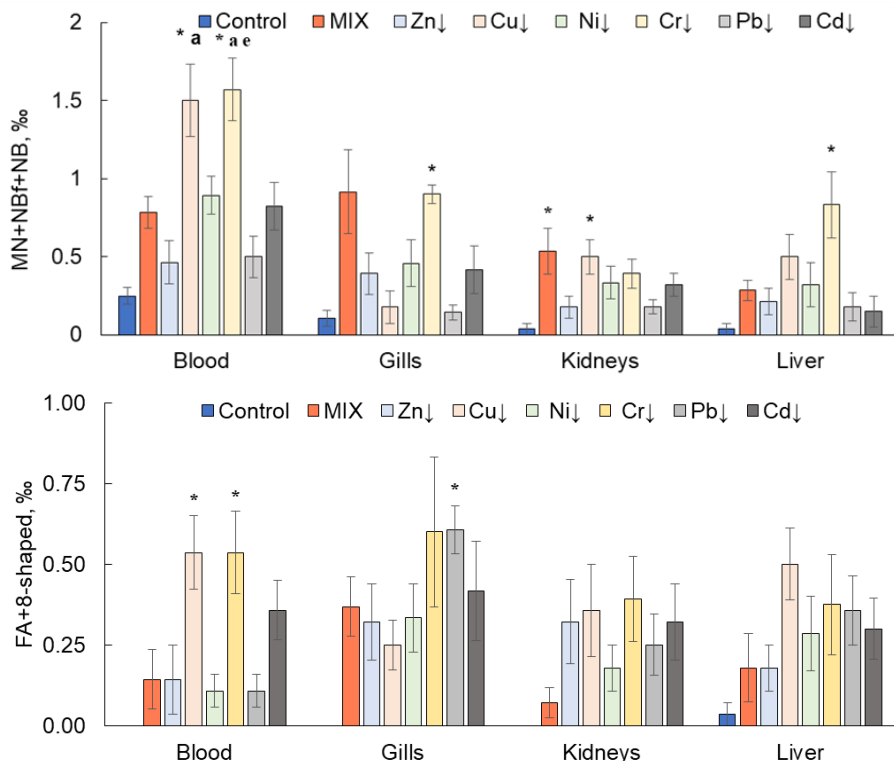 2
Control MIX Zn↓ Cu↓ Ni↓ Cr↓ Pb↓ Cd↓
* a * a e
1.5
*
1
*
* *
0.5
0
MN+NBf+NB, ‰
Blood Gills Kidneys Liver
1.00
Control MIX Zn↓ Cu↓ Ni↓ Cr↓ Pb↓ Cd↓
0.75
* * *
0.50
0.25
0.00
FA+8-shaped, ‰
Blood Gills Kidneys Liver